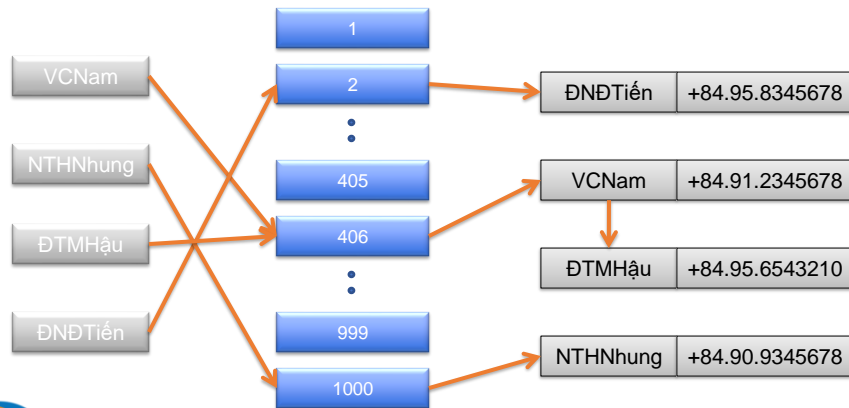 VCNam
NTHNhung
ĐTMHậu
ĐNĐTiến
1
2
405
406
999
1000
ĐNĐTiến +84.95.8345678
VCNam +84.91.2345678
ĐTMHậu +84.95.6543210
NTHNhung +84.90.9345678